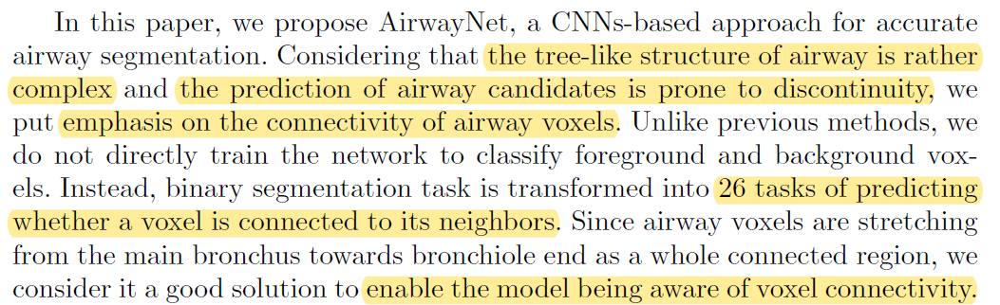 In this paper, we propose AirwayNet, a CNNs-based approach for accurate
airway segmentation. Considering that the tree-like structure of airway is rather
complex and the prediction of airway candidates is prone to discontinuity, we
put emphasis on the connectivity of airway voxels. Unlike previous methods, we
do not directly train the network to classify foreground and background vox-
els. Instead, binary segmentation task is transformed into 26 tasks of predicting
whether a voxel is connected to its neighbors. Since airway voxels are stretching
from the main bronchus towards bronchiole end as a whole connected region, we
consider it a good solution to enable the model being aware of voxel connectivity.